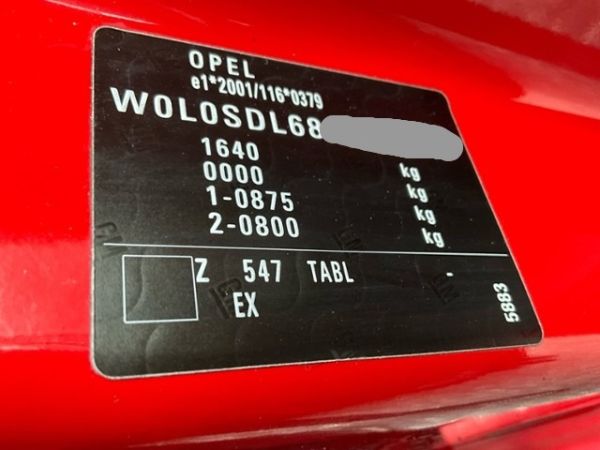 OPEL
e1*2001/116*0379
W0L0SDL68
1640 kg
0000 kg
1-0875 kg
2-0800 kg
Z 547 TABL -
EX
5883